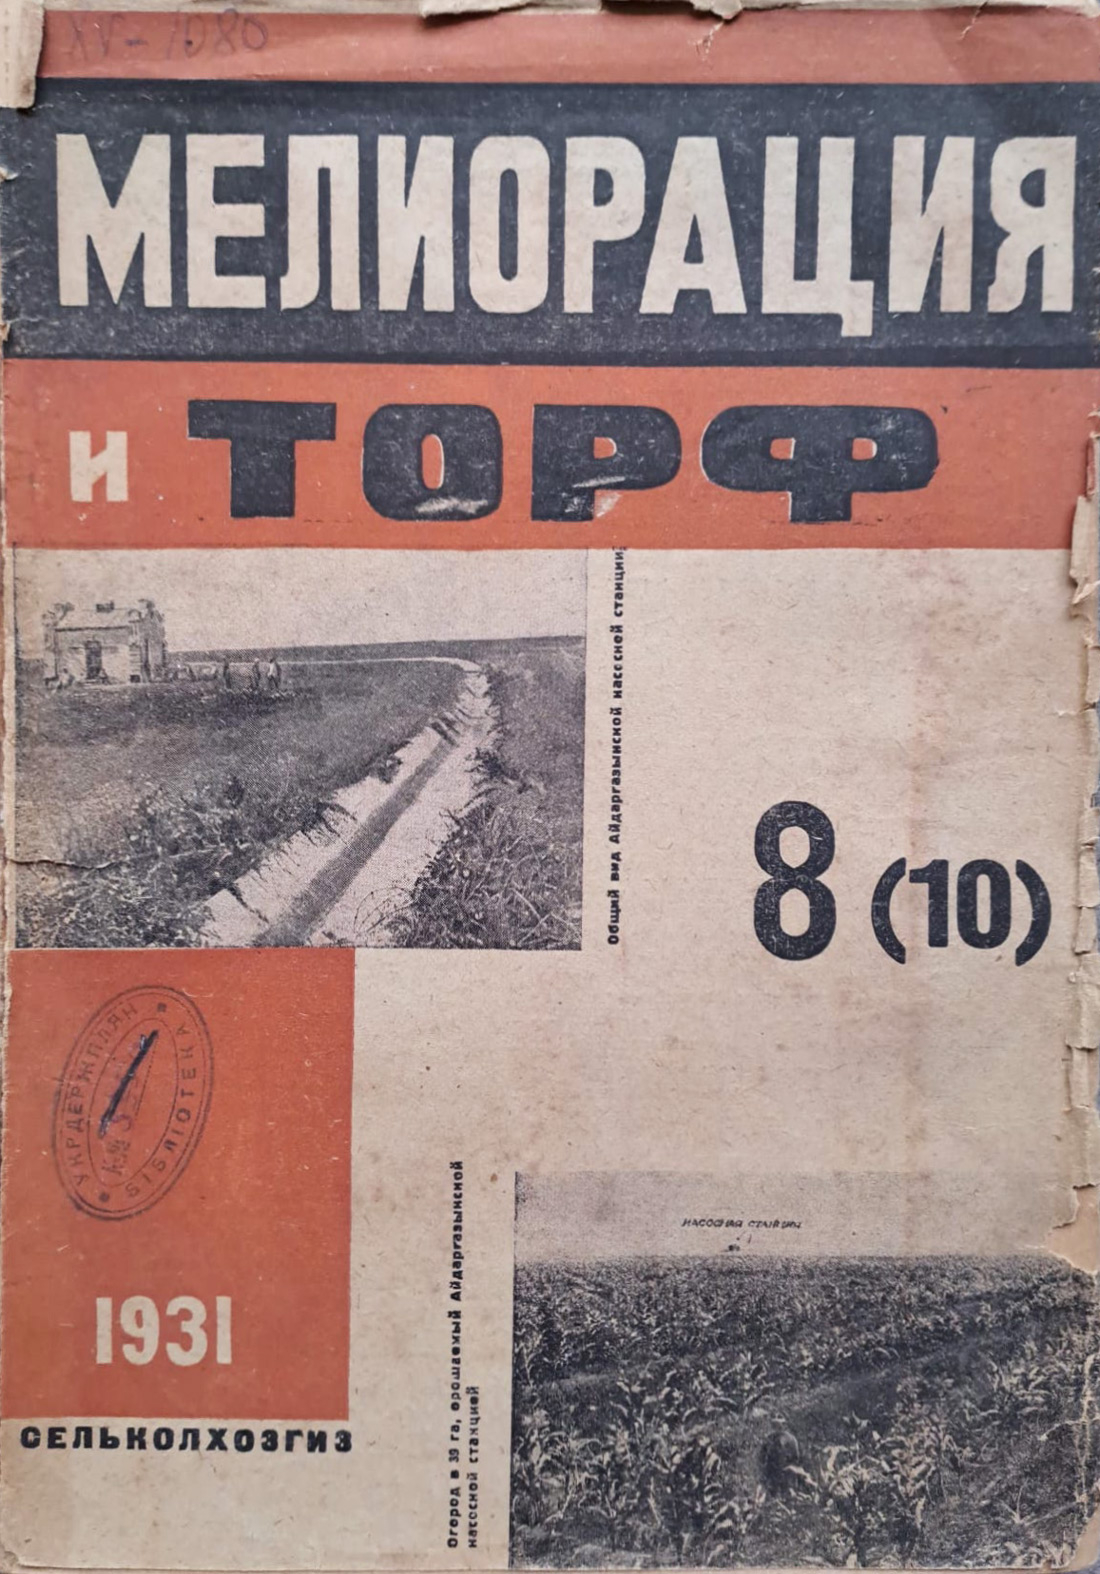 XV-1080
МЕЛИОРАЦИЯ
и ТОРФ
Общий вид Айдаргазынской насосной станции
8 (10)
УКРДЕРЖПЛЯН
БІБЛІОТЕКА
1931
СЕЛЬКОЛХОЗГИЗ
Огород в 39 га, орошаемый Айдаргазынской
насосной станцией
НАСОСНАЯ СТАНЦИЯ